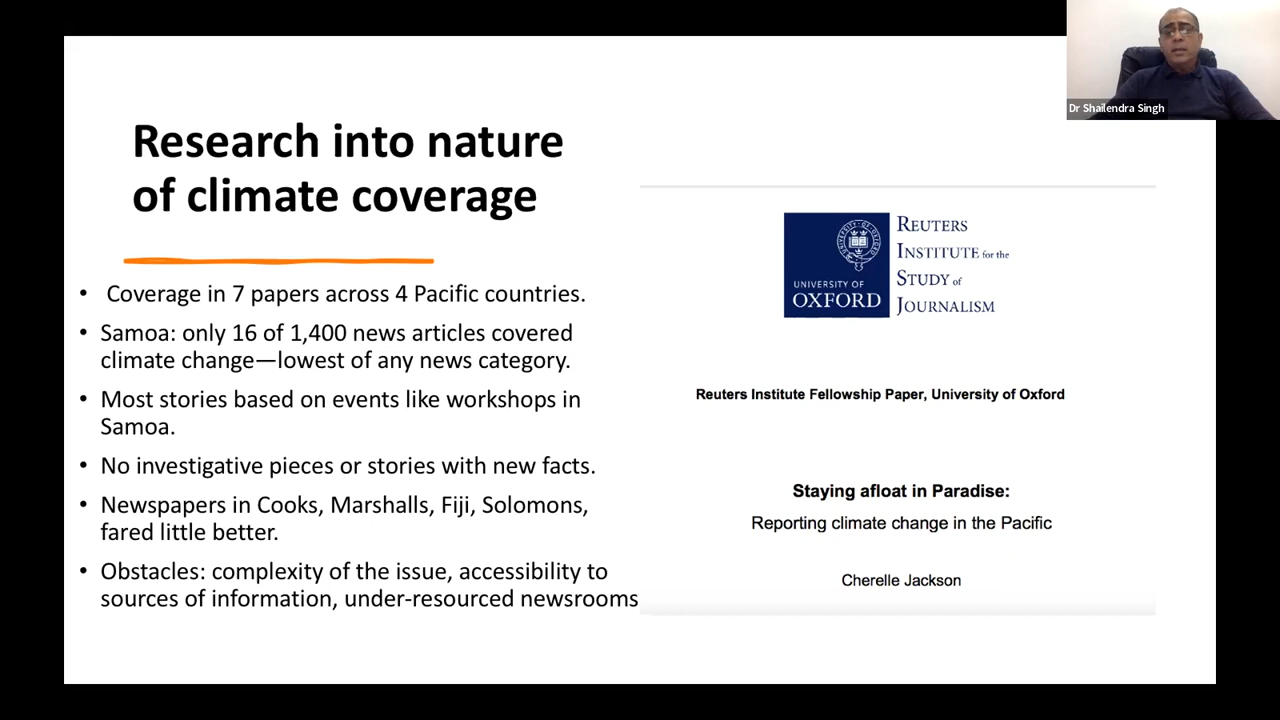 Dr Shailendra Singh
Research into nature
of climate coverage
• Coverage in 7 papers across 4 Pacific countries.
• Samoa: only 16 of 1,400 news articles covered
climate change—lowest of any news category.
• Most stories based on events like workshops in
Samoa.
• No investigative pieces or stories with new facts.
• Newspapers in Cooks, Marshalls, Fiji, Solomons,
fared little better.
• Obstacles: complexity of the issue, accessibility to
sources of information, under-resourced newsrooms
UNIVERSITY OF
OXFORD
REUTERS
INSTITUTE for the
STUDY of
JOURNALISM
Reuters Institute Fellowship Paper, University of Oxford
Staying afloat in Paradise:
Reporting climate change in the Pacific
Cherelle Jackson